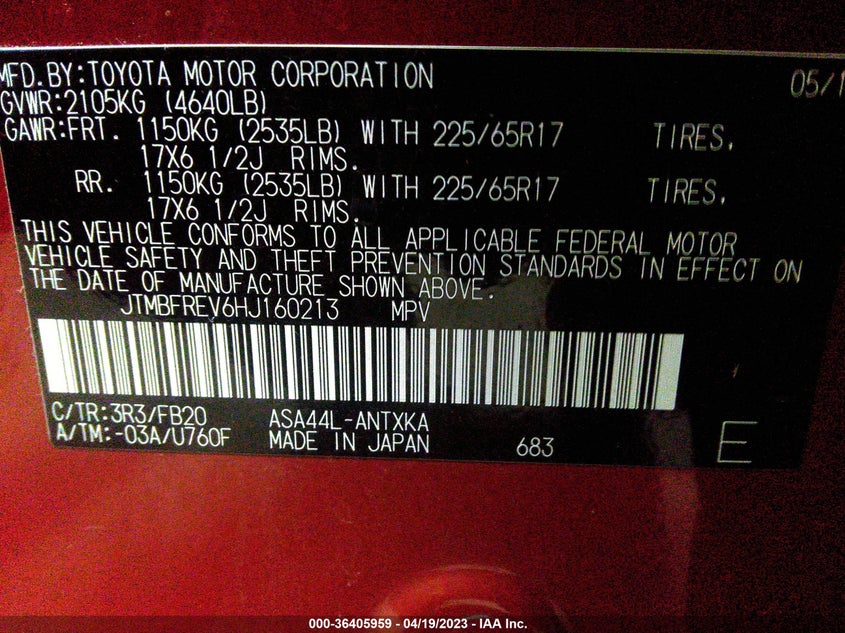 MFD.BY:TOYOTA MOTOR CORPORATION 05/1
GVWR:2105KG (4640LB)
GAWR:FRT. 1150KG (2535LB) WITH 225/65R17 TIRES.
17X6 1/2J RIMS.
RR. 1150KG (2535LB) WITH 225/65R17 TIRES.
17X6 1/2J RIMS.
THIS VEHICLE CONFORMS TO ALL APPLICABLE FEDERAL MOTOR
VEHICLE SAFETY AND THEFT PREVENTION STANDARDS IN EFFECT ON
THE DATE OF MANUFACTURE SHOWN ABOVE.
JTMBFREV6HJ160213 MPV
C/TR:3R3/FB20 ASA44L-ANTXKA
A/TM:-03A/U760F MADE IN JAPAN 683 E
000-36405959 - 04/19/2023 - IAA Inc.